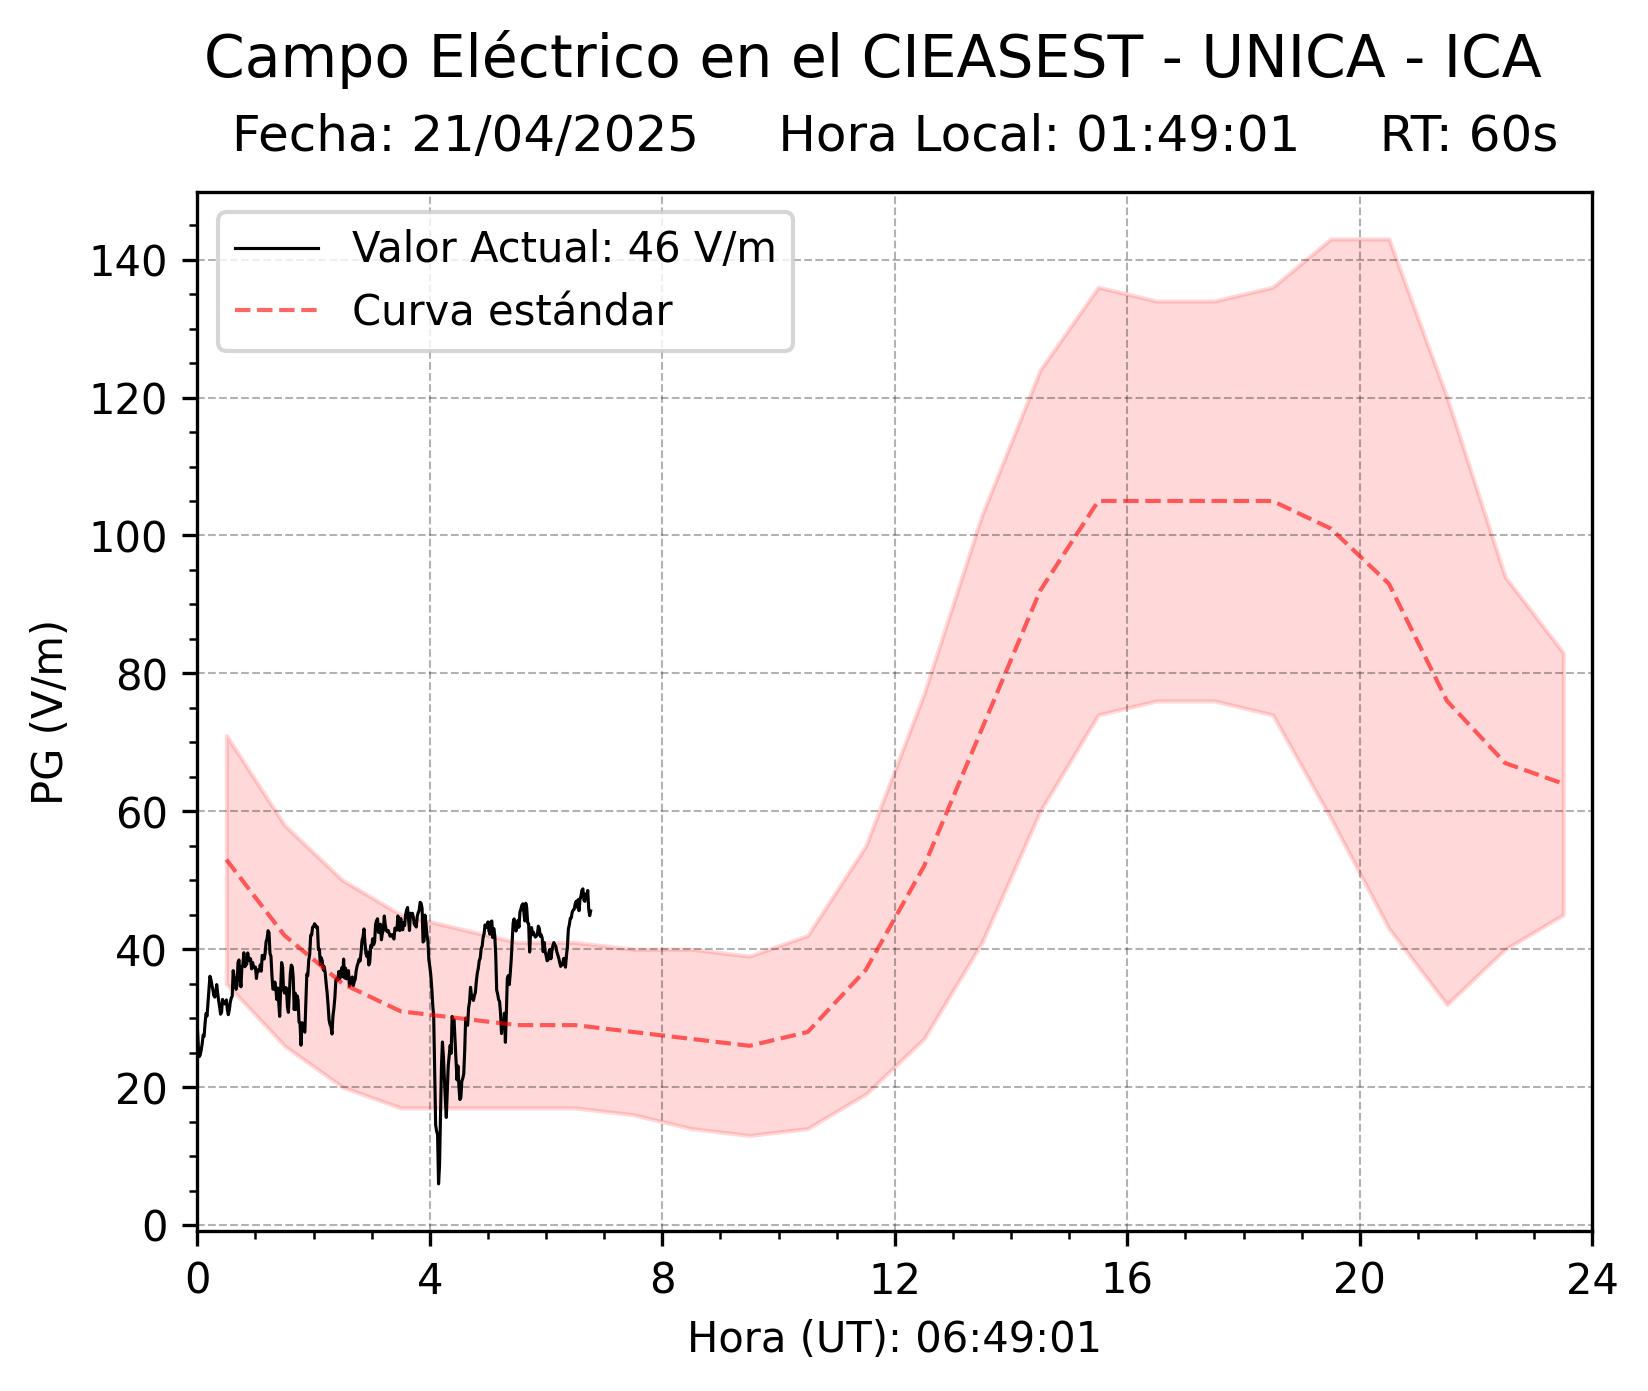 Campo Eléctrico en el CIEASEST - UNICA - ICA
Fecha: 21/04/2025 Hora Local: 01:49:01 RT: 60s
Valor Actual: 46 V/m
Curva estándar
140
120
100
80
60
40
20
0
PG (V/m)
0 4 8 12 16 20 24
Hora (UT): 06:49:01